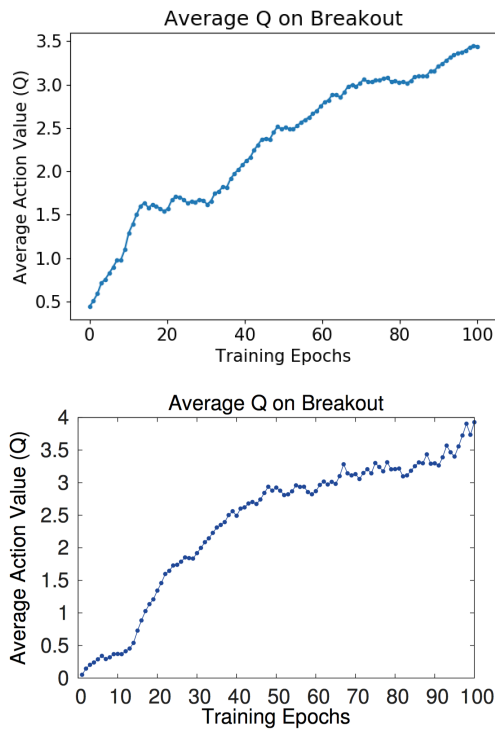 Average Q on Breakout
3.5
3.0
2.5
2.0
1.5
1.0
0.5
Average Action Value (Q)
0 20 40 60 80 100
Training Epochs
Average Q on Breakout
4
3.5
3
2.5
2
1.5
1
0.5
0
Average Action Value (Q)
0 10 20 30 40 50 60 70 80 90 100
Training Epochs